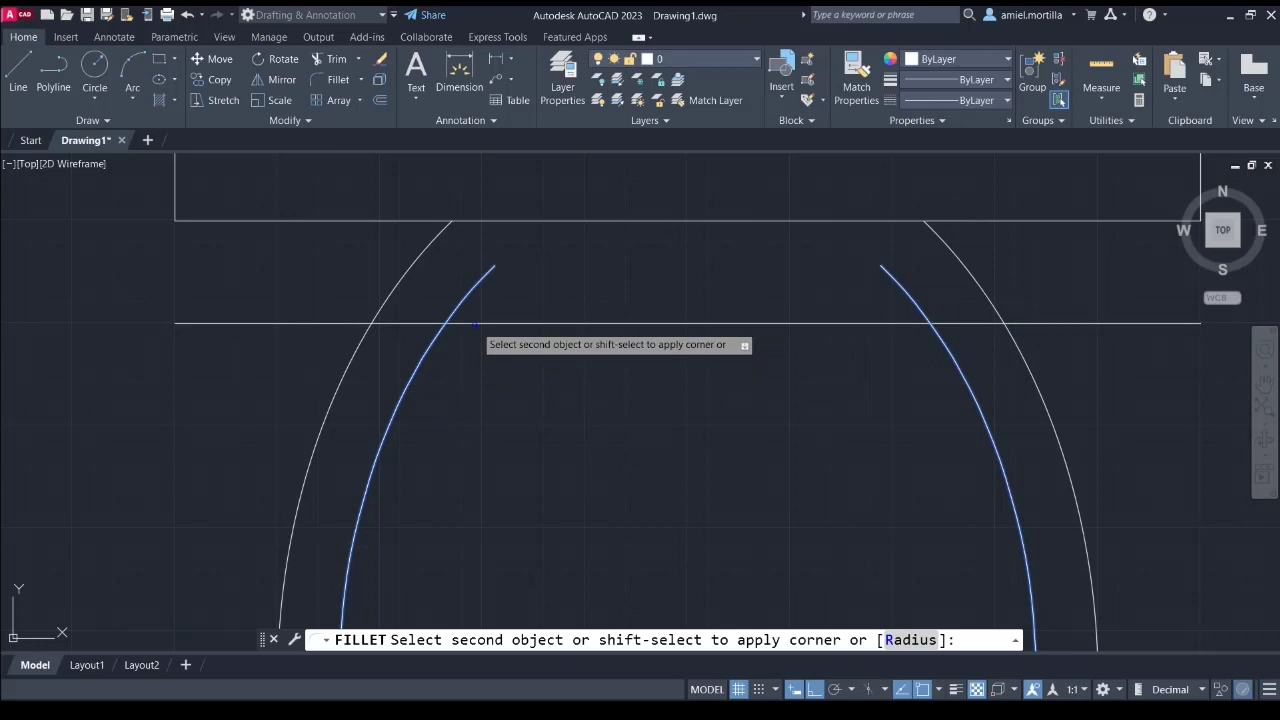 A CAD
Drafting & Annotation
Share
Autodesk AutoCAD 2023 Drawing1.dwg
Type a keyword or phrase
amiel.mortilla
?
Home Insert Annotate Parametric View Manage Output Add-ins Collaborate Express Tools Featured Apps
Move Rotate Trim
0
ByLayer
Line Polyline Circle Arc
Copy Mirror Fillet
Text Dimension
Layer
Properties
Insert
Match
Properties
ByLayer
Group
Measure
Paste
Base
Stretch Scale Array
Table
Match Layer
ByLayer
Draw Modify Annotation Layers Block Properties Groups Utilities Clipboard View
Start Drawing1*
[−][Top][2D Wireframe]
N
W TOP E
S
WCS
Select second object or shift-select to apply corner or
Y
X
FILLET Select second object or shift-select to apply corner or [Radius]:
Model Layout1 Layout2
MODEL 1:1 Decimal